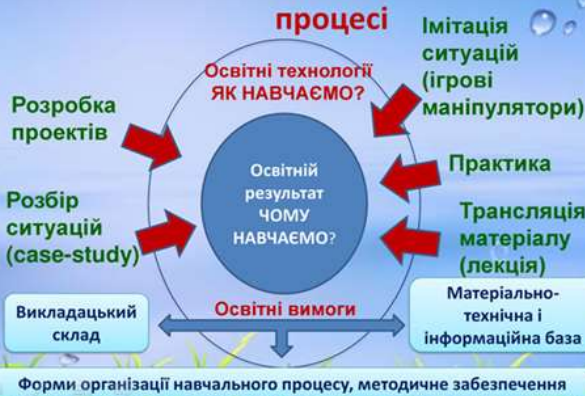 процесі
Імітація
ситуацій
(ігрові
маніпулятори)
Освітні технології
ЯК НАВЧАЄМО?
Розробка
проектів
Освітній
результат
ЧОМУ
НАВЧАЄМО?
Практика
Розбір
ситуацій
(case-study)
Трансляція
матеріалу
(лекція)
Освітні вимоги
Викладацький
склад
Матеріально-
технічна і
інформаційна база
Форми організації навчального процесу, методичне забезпечення